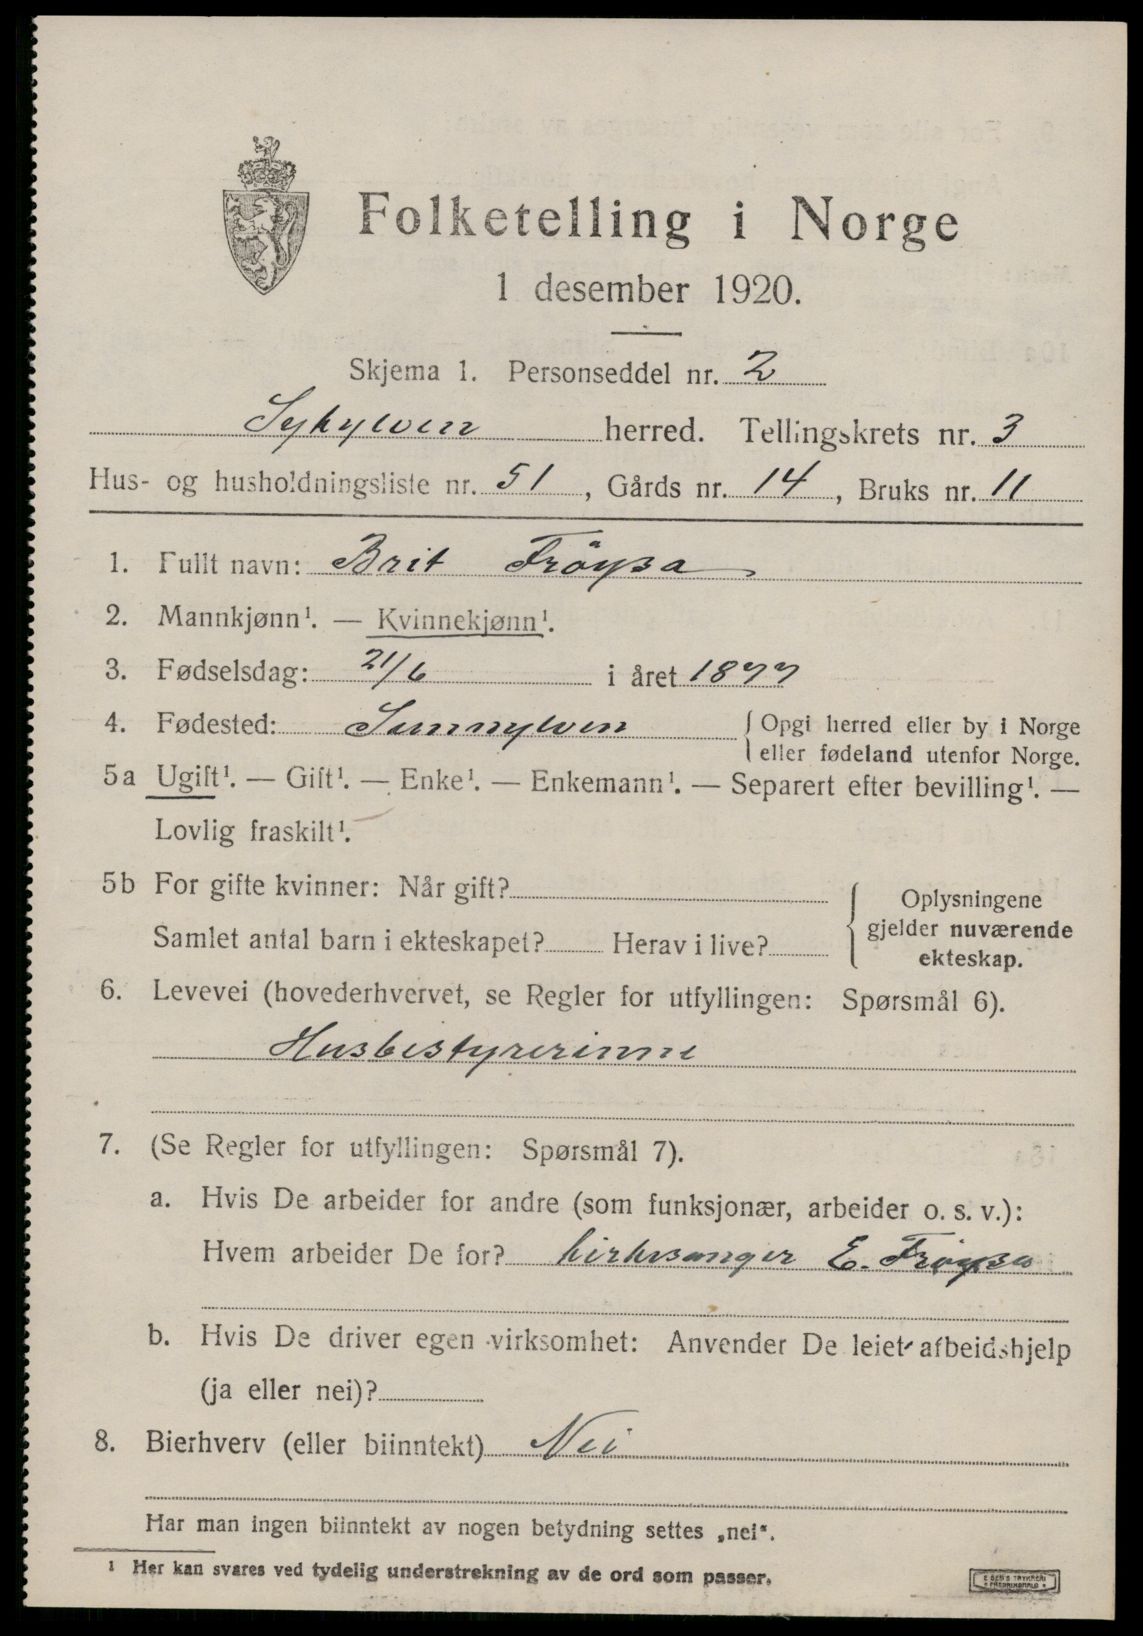 Folketelling i Norge
1 desember 1920.
Skjema 1. Personseddel nr. 2
Sykylven herred. Tellingskrets nr. 3
Hus- og husholdningsliste nr. 51, Gårds nr. 14, Bruks nr. 11
1. Fullt navn: Brit Fröysa
2. Mannkjønn¹. — Kvinnekjønn¹.
3. Fødselsdag: 21/6 i året 1877
4. Fødested: Sunnylven { Opgi herred eller by i Norge
eller fødeland utenfor Norge.
5a Ugift¹. — Gift¹. — Enke¹. — Enkemann¹. — Separert efter bevilling¹. —
Lovlig fraskilt¹.
5b For gifte kvinner: Når gift?
Samlet antal barn i ekteskapet? Herav i live?
{ Oplysningene
gjelder nuværende
ekteskap.
6. Levevei (hovederhvervet, se Regler for utfyllingen: Spørsmål 6).
Husbestyrerinne
7. (Se Regler for utfyllingen: Spørsmål 7).
a. Hvis De arbeider for andre (som funksjonær, arbeider o. s. v.):
Hvem arbeider De for? kirkesanger E. Fröysa
b. Hvis De driver egen virksomhet: Anvender De leiet arbeidshjelp
(ja eller nei)?
8. Bierhverv (eller biinntekt) Nei
Har man ingen biinntekt av nogen betydning settes „nei“.
¹ Her kan svares ved tydelig understrekning av de ord som passer.